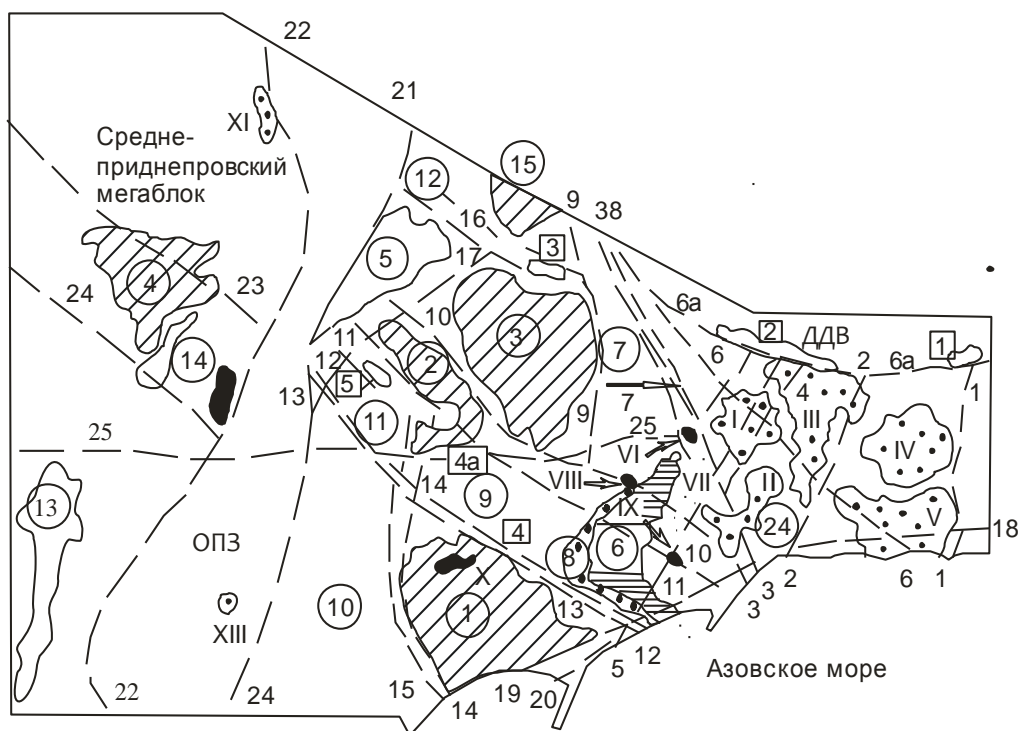 22
21
XI
Средне-
приднепровский
мегаблок
12
15
16
9
38
3
5
17
4
24
23
14
10
3
6а
2
ДДВ
1
6
2
6а
1
11
12
5
13
2
7
7
4
I
III
IV
25
11
4а
14
9
9
25
VI
VIII
VII
IX
II
24
V
18
13
ОПЗ
4
8
6
10
11
X
1
13
10
XIII
3
3
2
6
1
5
12
Азовское море
22
24
15
14
19
20